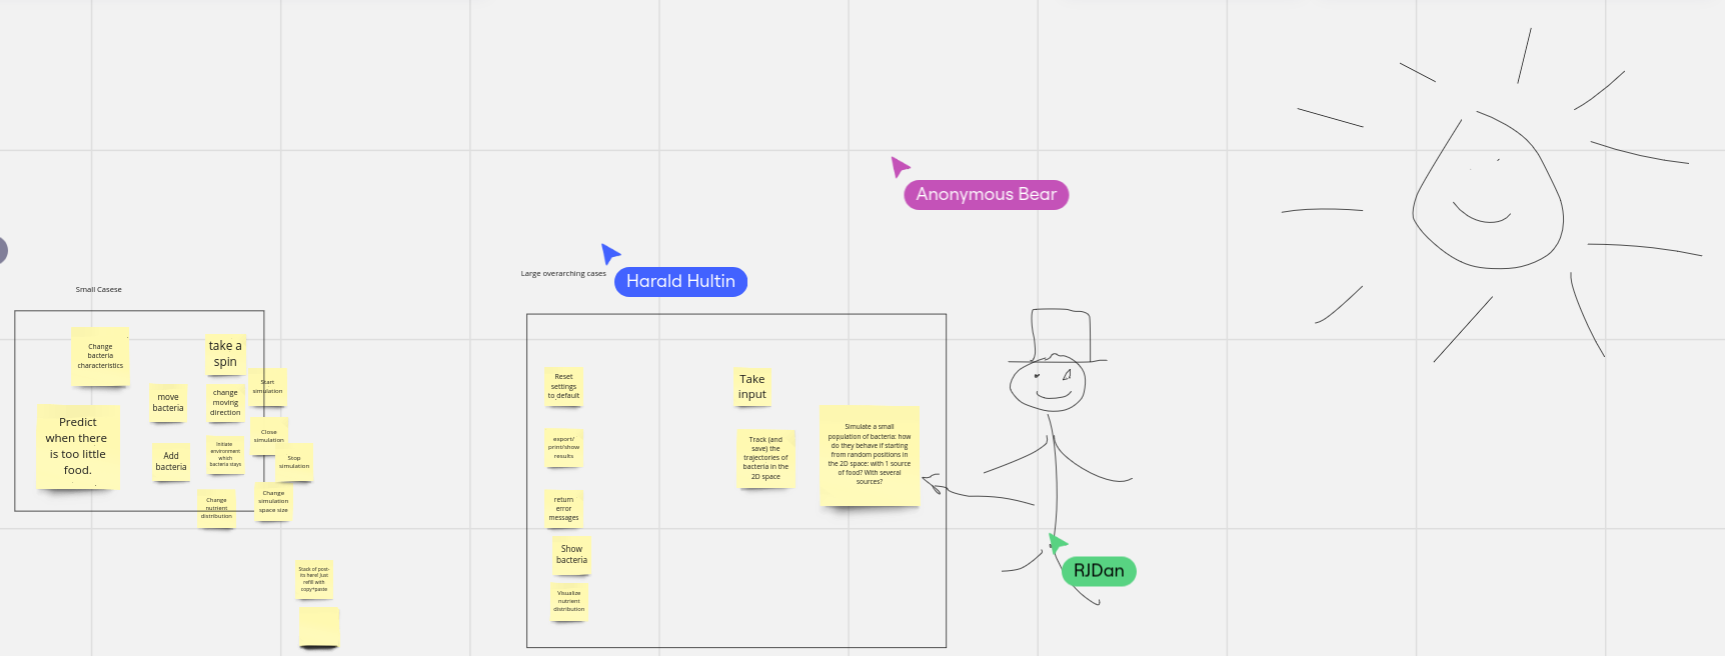 Anonymous Bear
Harald Hultin
Large overarching cases
Small Casese
Change
bacteria
characteristics
take a
spin
Start
simulation
move
bacteria
change
moving
direction
Predict
when there
is too little
food.
Close
simulation
Initiate
environment
which
bacteria stays
Add
bacteria
Stop
simulation
Change
nutrient
distribution
Change
simulation
space size
Stack of post-
its here! Just
refill with
copy+paste
Reset
settings
to default
Take
input
export/
print/show
results
Track (and
save) the
trajectories of
bacteria in the
2D space
Simulate a small
population of bacteria: how
do they behave if starting
from random positions in
the 2D space: with 1 source
of food? With several
sources?
return
error
messages
Show
bacteria
Visualize
nutrient
distribution
RJDan